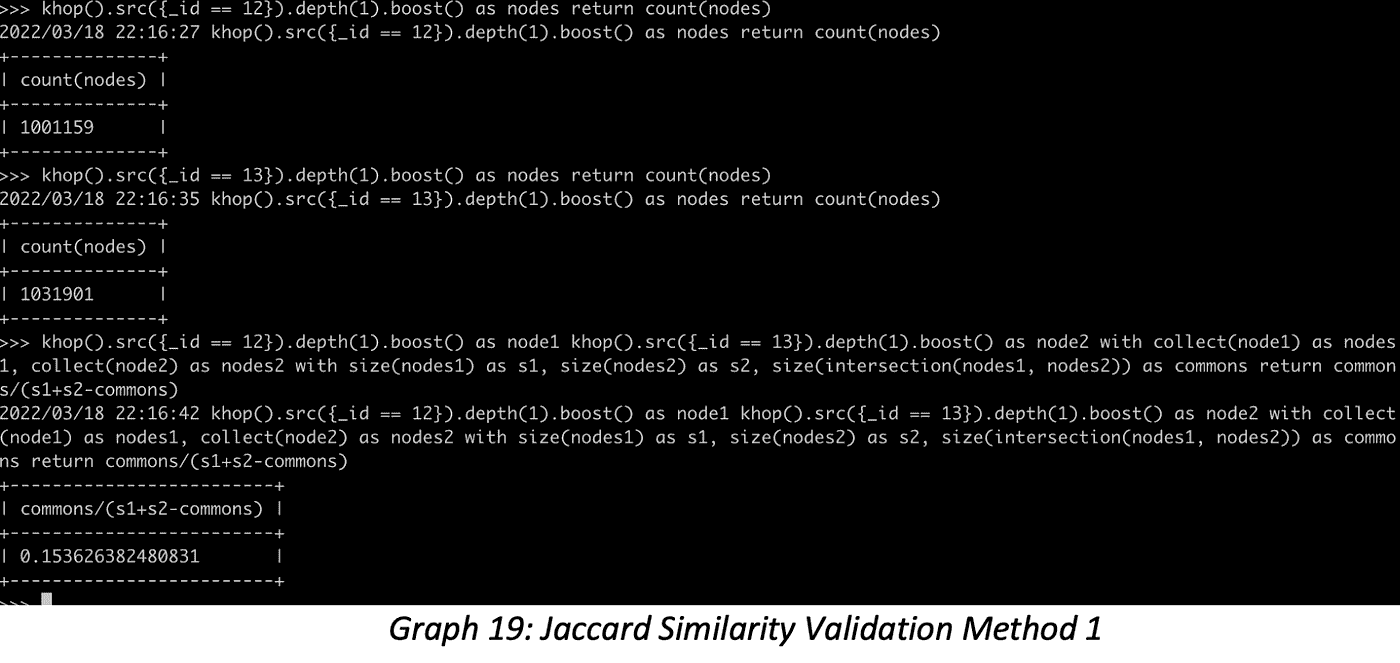 >>> khop().src({_id == 12}).depth(1).boost() as nodes return count(nodes)
2022/03/18 22:16:27 khop().src({_id == 12}).depth(1).boost() as nodes return count(nodes)
+--------------+
| count(nodes) |
+--------------+
| 1001159      |
+--------------+
>>> khop().src({_id == 13}).depth(1).boost() as nodes return count(nodes)
2022/03/18 22:16:35 khop().src({_id == 13}).depth(1).boost() as nodes return count(nodes)
+--------------+
| count(nodes) |
+--------------+
| 1031901      |
+--------------+
>>> khop().src({_id == 12}).depth(1).boost() as node1 khop().src({_id == 13}).depth(1).boost() as node2 with collect(node1) as nodes
1, collect(node2) as nodes2 with size(nodes1) as s1, size(nodes2) as s2, size(intersection(nodes1, nodes2)) as commons return common
s/(s1+s2-commons)
2022/03/18 22:16:42 khop().src({_id == 12}).depth(1).boost() as node1 khop().src({_id == 13}).depth(1).boost() as node2 with collect
(node1) as nodes1, collect(node2) as nodes2 with size(nodes1) as s1, size(nodes2) as s2, size(intersection(nodes1, nodes2)) as commo
ns return commons/(s1+s2-commons)
+-------------------------+
| commons/(s1+s2-commons) |
+-------------------------+
| 0.153626382480831       |
+-------------------------+
>>>
Graph 19: Jaccard Similarity Validation Method 1